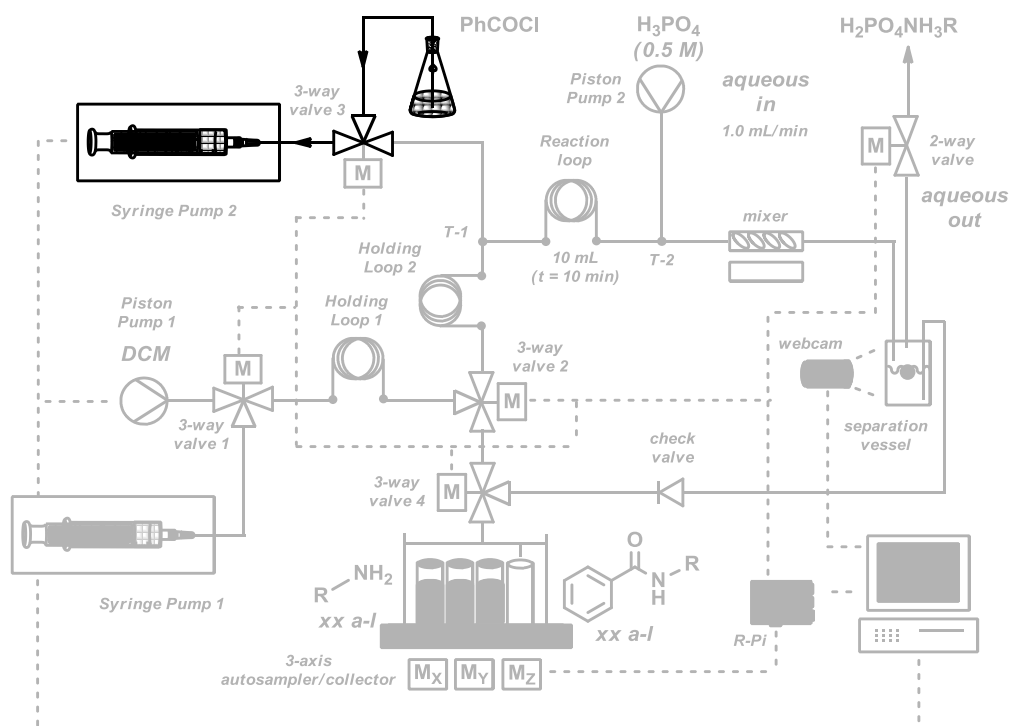 PhCOCl
H3PO4
(0.5 M)
H2PO4NH3R
3-way
valve 3
Piston
Pump 2
aqueous
in
1.0 mL/min
M
2-way
valve
aqueous
out
M
Syringe Pump 2
Reaction
loop
mixer
T-1
10 mL
(t = 10 min)
T-2
Holding
Loop 2
Piston
Pump 1
DCM
Holding
Loop 1
M
3-way
valve 1
3-way
valve 2
M
webcam
separation
vessel
check
valve
3-way
valve 4
M
Syringe Pump 1
R
NH2
xx a-l
O
N
H
R
xx a-l
R-Pi
3-axis
autosampler/collector
MX
MY
MZ